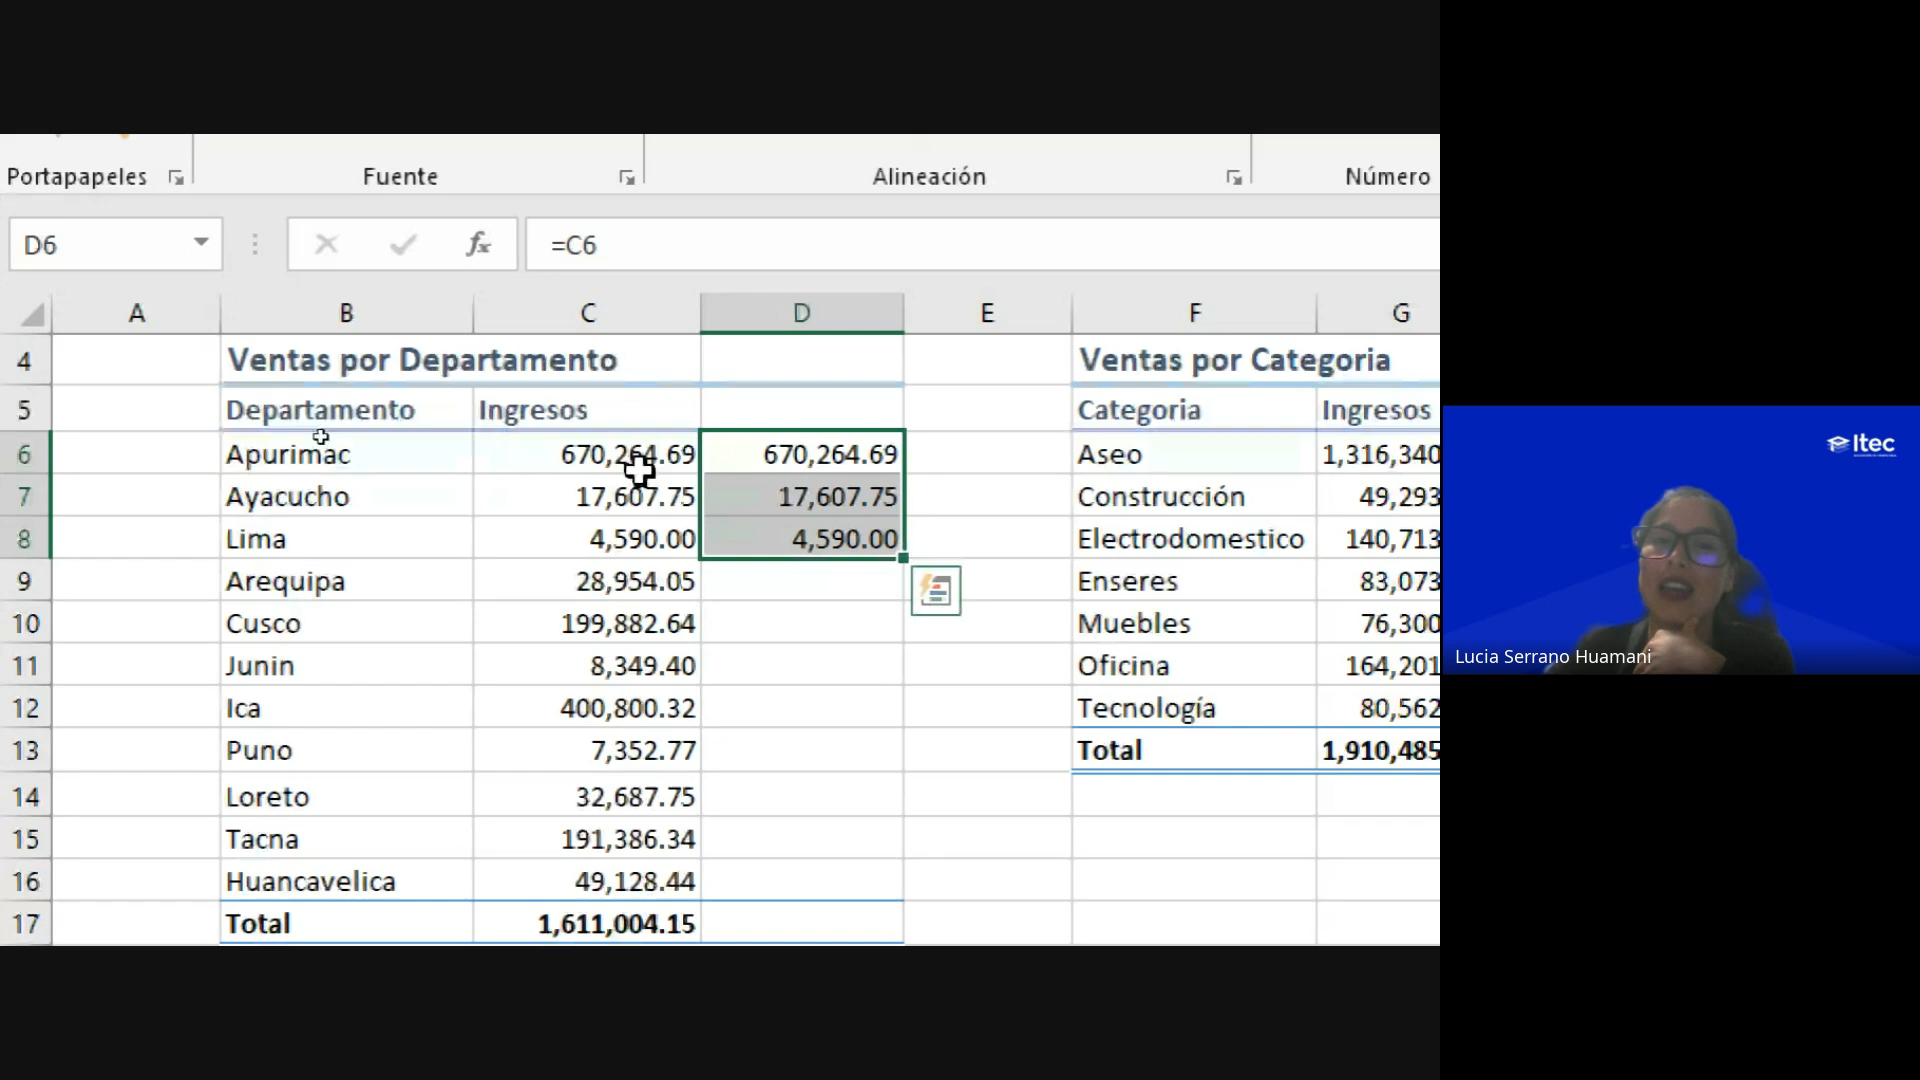 Portapapeles Fuente Alineación Número
D6 fx =C6
A B C D E F G
4 Ventas por Departamento Ventas por Categoria
5 Departamento Ingresos Categoria Ingresos
6 Apurimac 670,264.69 670,264.69 Aseo 1,316,340
7 Ayacucho 17,607.75 17,607.75 Construcción 49,293
8 Lima 4,590.00 4,590.00 Electrodomestico 140,713
9 Arequipa 28,954.05 Enseres 83,073
10 Cusco 199,882.64 Muebles 76,300
11 Junin 8,349.40 Oficina 164,201
12 Ica 400,800.32 Tecnología 80,562
13 Puno 7,352.77 Total 1,910,485
14 Loreto 32,687.75
15 Tacna 191,386.34
16 Huancavelica 49,128.44
17 Total 1,611,004.15
Itec
Lucia Serrano Huamani